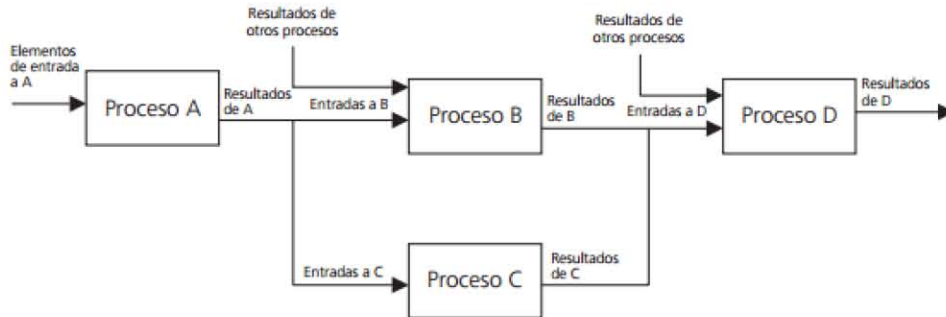 Resultados de
otros procesos
Resultados de
otros procesos
Elementos
de entrada
a A
Proceso A
Resultados
de A
Entradas a B
Proceso B
Resultados
de B
Entradas a D
Proceso D
Resultados
de D
Entradas a C
Proceso C
Resultados
de C